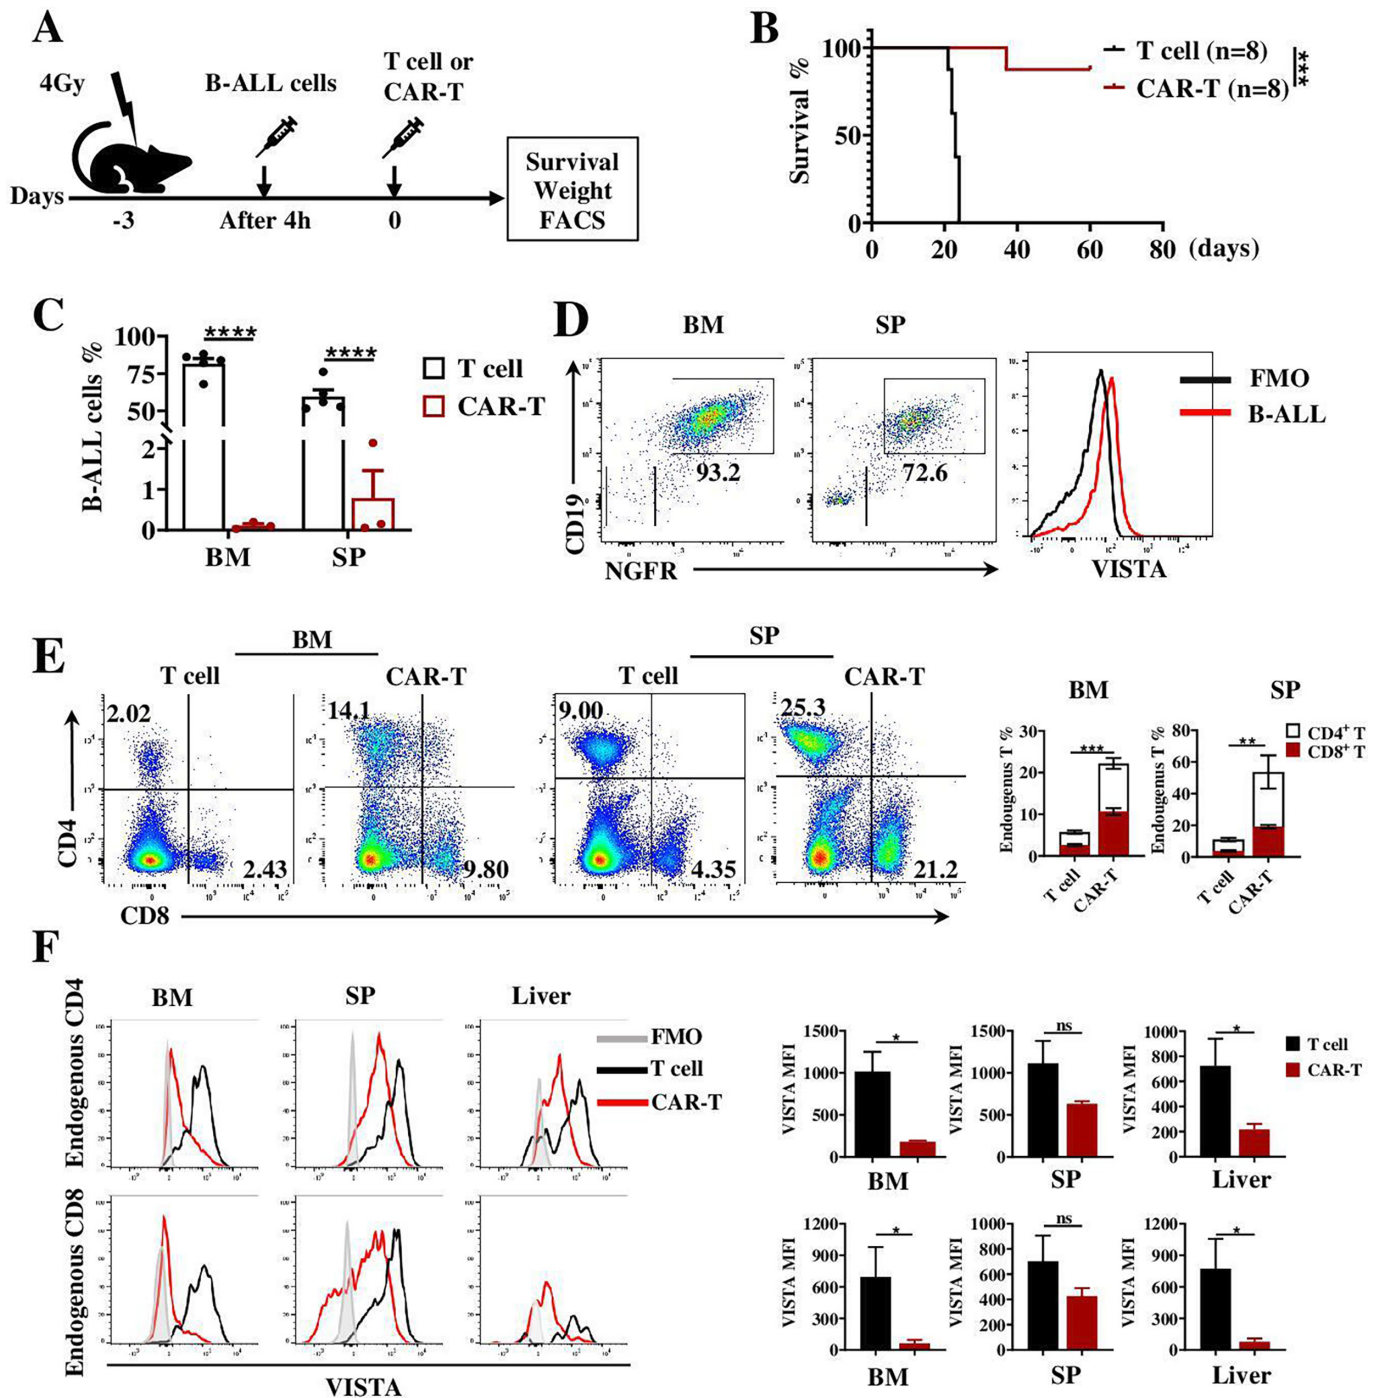 A
4Gy
B-ALL cells
T cell or
CAR-T
Days
-3
After 4h
0
Survival
Weight
FACS
B
Survival %
100
50
0
0 20 40 60 80 (days)
T cell (n=8)
CAR-T (n=8)
***
C
B-ALL cells %
100
75
50
2
1
0
****
****
BM SP
T cell
CAR-T
D
BM SP
CD19
NGFR
93.2
72.6
FMO
B-ALL
VISTA
E
BM
SP
T cell CAR-T T cell CAR-T
2.02
14.1
9.00
25.3
2.43
9.80
4.35
21.2
CD4
CD8
BM SP
Endougenus T %
30
20
10
0
***
T cell
CAR-T
Endougenus T %
80
60
40
20
0
**
T cell
CAR-T
CD4+ T
CD8+ T
F
BM SP Liver
Endogenous CD4
Endogenous CD8
FMO
T cell
CAR-T
VISTA
VISTA MFI
1500
1000
500
0
*
BM
VISTA MFI
1500
1000
500
0
ns
SP
VISTA MFI
1000
800
600
400
200
0
*
Liver
T cell
CAR-T
VISTA MFI
1200
900
600
300
0
*
BM
VISTA MFI
1000
800
600
400
200
0
ns
SP
VISTA MFI
1200
900
600
300
0
*
Liver